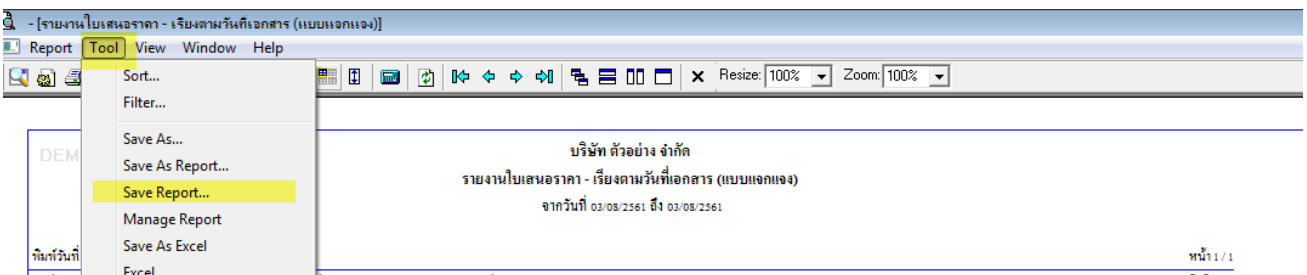 - [รายงานใบเสนอราคา - เรียงตามวันที่เอกสาร (แบบแจกแจง)]
Report Tool View Window Help
Resize: 100% Zoom: 100%
Sort...
Filter...
Save As...
Save As Report...
Save Report...
Manage Report
Save As Excel
Excel
DEM
บริษัท ตัวอย่าง จำกัด
รายงานใบเสนอราคา - เรียงตามวันที่เอกสาร (แบบแจกแจง)
จากวันที่ 03/08/2561 ถึง 03/08/2561
พิมพ์วันที่
หน้า 1 / 1